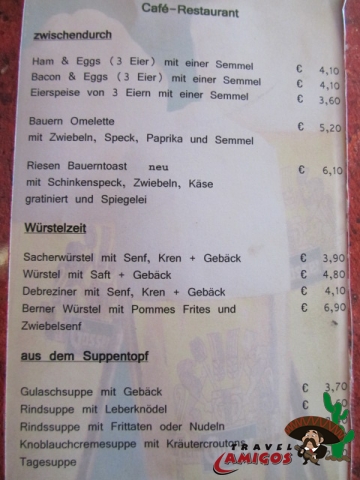 Café-Restaurant
zwischendurch
Ham & Eggs (3 Eier) mit einer Semmel € 4,10
Bacon & Eggs (3 Eier) mit einer Semmel € 4,10
Eierspeise von 3 Eiern mit einer Semmel € 3,60
Bauern Omelette € 5,20
mit Zwiebeln, Speck, Paprika und Semmel
Riesen Bauerntoast neu € 6,10
mit Schinkenspeck, Zwiebeln, Käse
gratiniert und Spiegelei
Würstelzeit
Sacherwürstel mit Senf, Kren + Gebäck € 3,90
Würstel mit Saft + Gebäck € 4,80
Debreziner mit Senf, Kren + Gebäck € 4,10
Berner Würstel mit Pommes Frites und € 6,90
Zwiebelsenf
aus dem Suppentopf
Gulaschsuppe mit Gebäck € 3,70
Rindsuppe mit Leberknödel €
Rindssuppe mit Frittaten oder Nudeln
Knoblauchcremesuppe mit Kräutercroutons
Tagesuppe
TRAVEL
AMIGOS